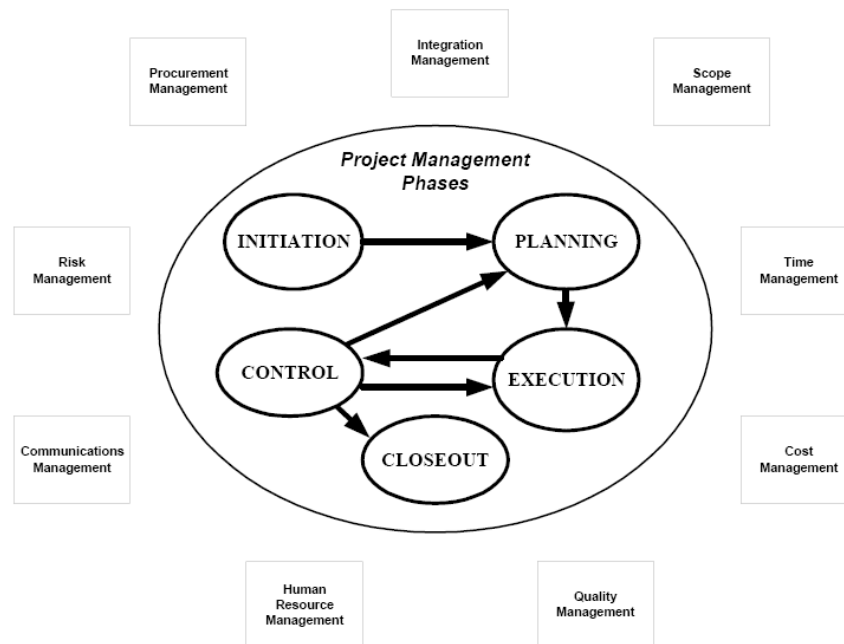 Integration
Management
Procurement
Management
Scope
Management
Project Management
Phases
INITIATION
PLANNING
Risk
Management
Time
Management
CONTROL
EXECUTION
Communications
Management
CLOSEOUT
Cost
Management
Human
Resource
Management
Quality
Management